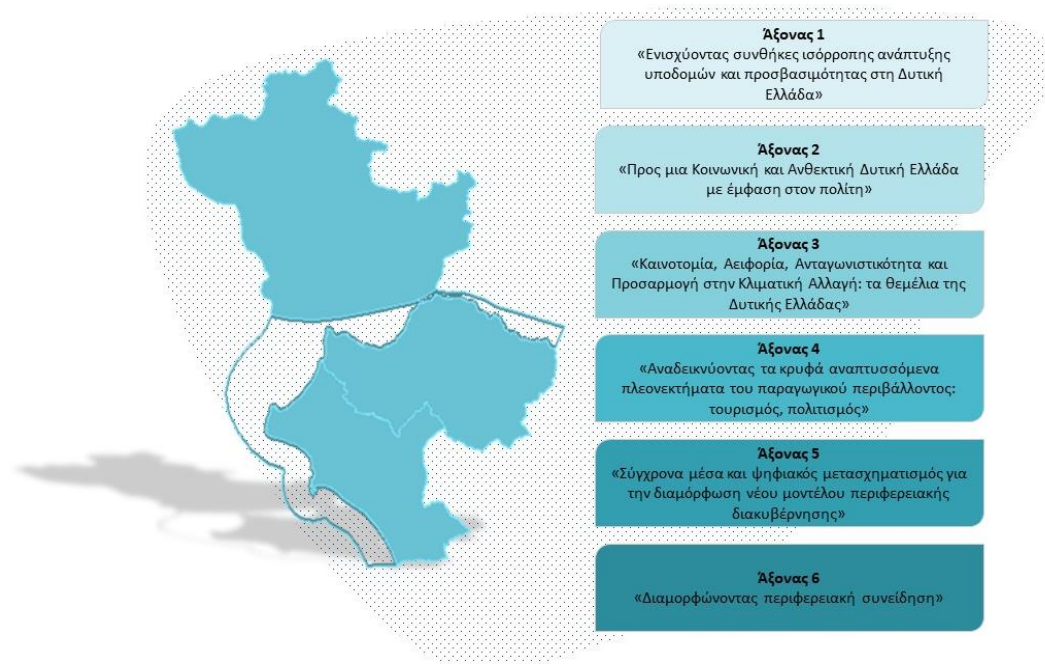 Άξονας 1
«Ενισχύοντας συνθήκες ισόρροπης ανάπτυξης
υποδομών και προσβασιμότητας στη Δυτική
Ελλάδα»
Άξονας 2
«Προς μια Κοινωνική και Ανθεκτική Δυτική Ελλάδα
με έμφαση στον πολίτη»
Άξονας 3
«Καινοτομία, Αειφορία, Ανταγωνιστικότητα και
Προσαρμογή στην Κλιματική Αλλαγή: τα θεμέλια της
Δυτικής Ελλάδας»
Άξονας 4
«Αναδεικνύοντας τα κρυφά αναπτυσσόμενα
πλεονεκτήματα του παραγωγικού περιβάλλοντος:
τουρισμός, πολιτισμός»
Άξονας 5
«Σύγχρονα μέσα και ψηφιακός μετασχηματισμός για
την διαμόρφωση νέου μοντέλου περιφερειακής
διακυβέρνησης»
Άξονας 6
«Διαμορφώνοντας περιφερειακή συνείδηση»